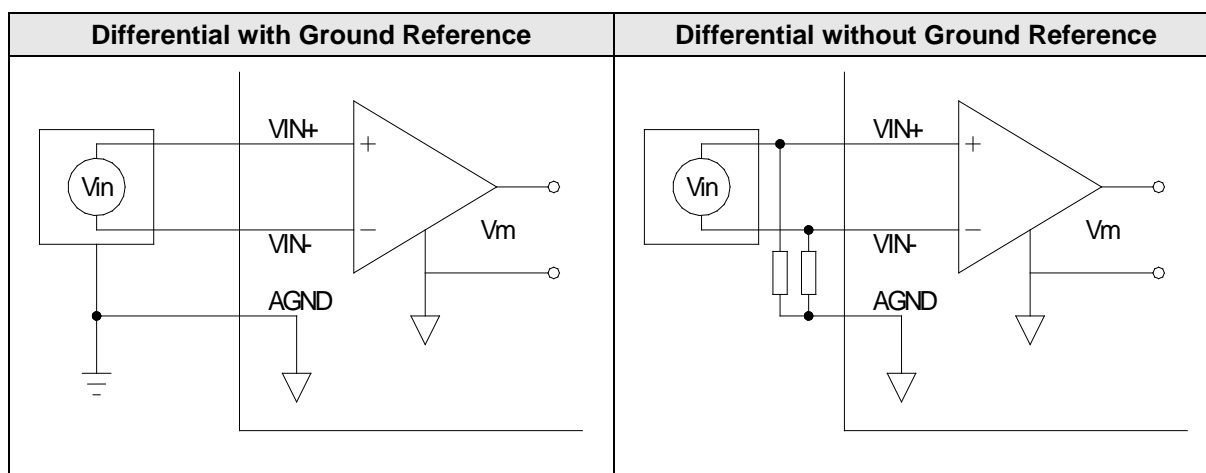 Differential with Ground Reference
Differential without Ground Reference
VIN+
+
Vin
−
VIN-
Vm
AGND
VIN+
+
Vin
−
VIN-
Vm
AGND